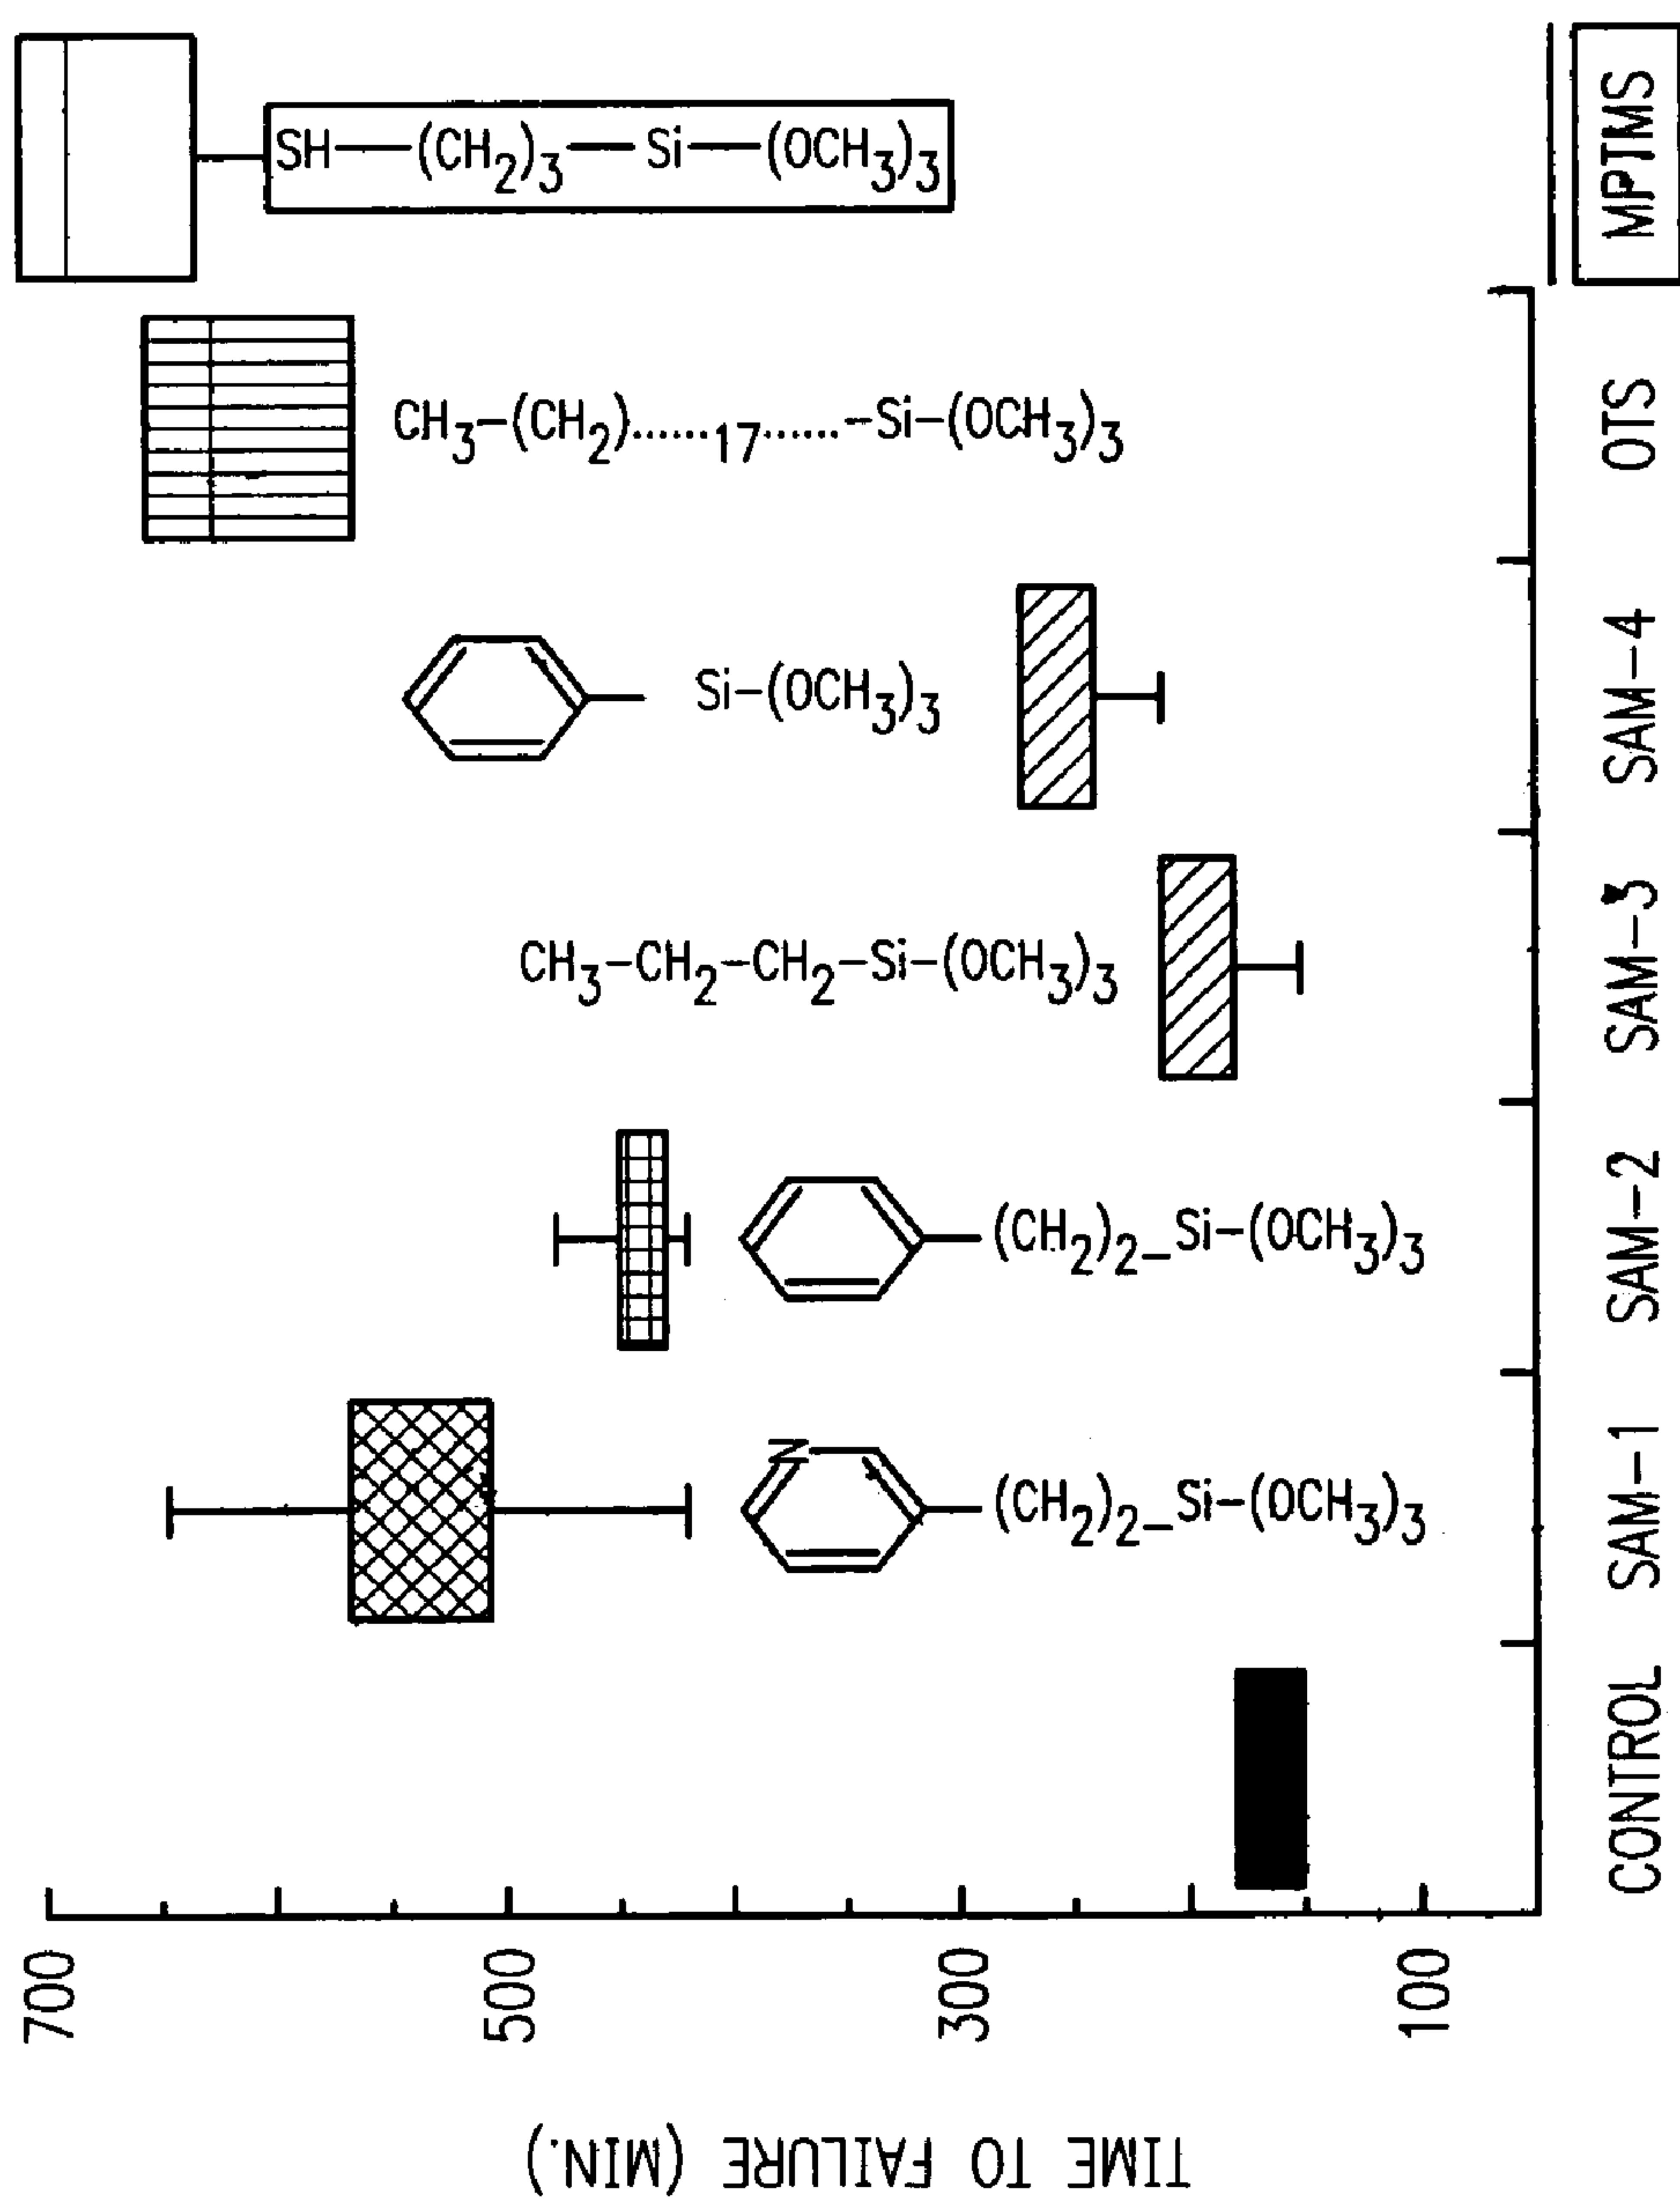 TIME TO FAILURE (MIN.)
700
500
300
100
SH—(CH2)3—Si—(OCH3)3
CH3-(CH2)......17......-Si-(OCH3)3
Si-(OCH3)3
CH3-CH2-CH2-Si-(OCH3)3
(CH2)2-Si-(OCH3)3
N
(CH2)2-Si-(OCH3)3
CONTROL SAM-1 SAM-2 SAM-3 SAM-4 OTS MPTMS